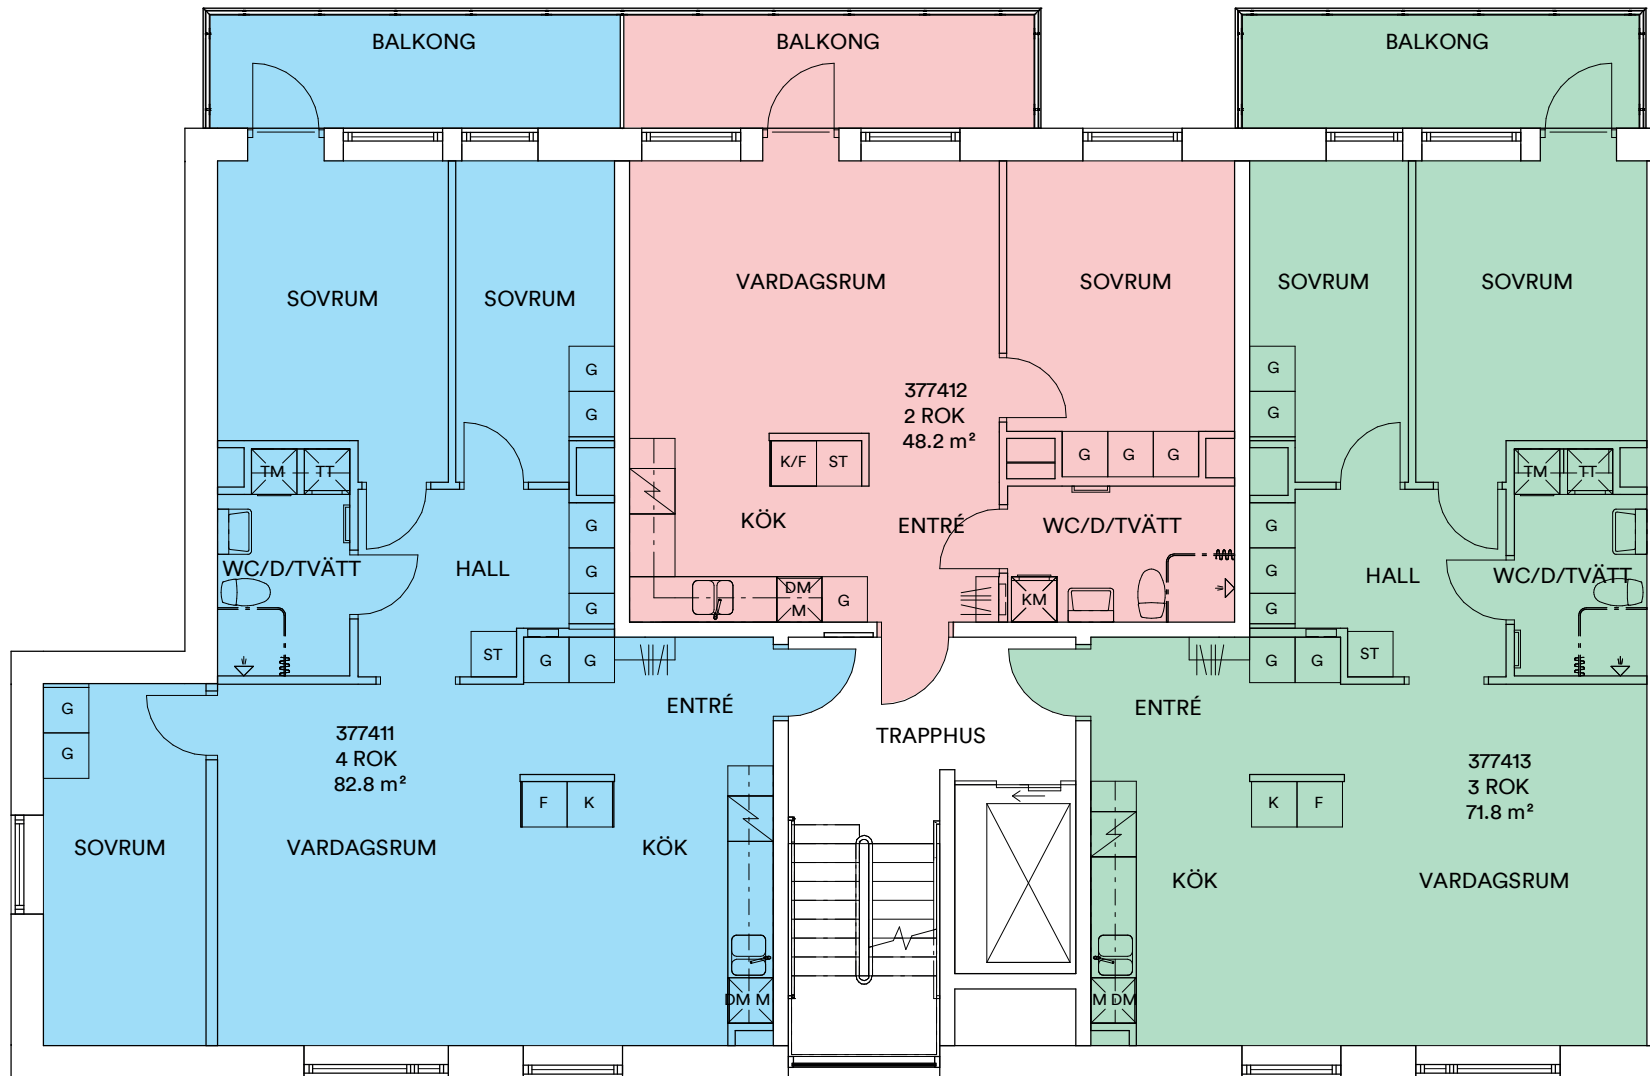 BALKONG
BALKONG
BALKONG
SOVRUM
SOVRUM
VARDAGSRUM
SOVRUM
SOVRUM
SOVRUM
G
G
377412
2 ROK
48.2 m²
G
G
TM
TT
K/F
ST
G
G
G
TM
TT
G
G
G
KÖK
ENTRÉ
WC/D/TVÄTT
G
G
G
WC/D/TVÄTT
HALL
HALL
WC/D/TVÄTT
DM
M
G
KM
ST
G
G
G
G
ST
G
G
ENTRÉ
ENTRÉ
TRAPPHUS
377411
4 ROK
82.8 m²
377413
3 ROK
71.8 m²
F
K
K
F
SOVRUM
VARDAGSRUM
KÖK
KÖK
VARDAGSRUM
DM M
M DM